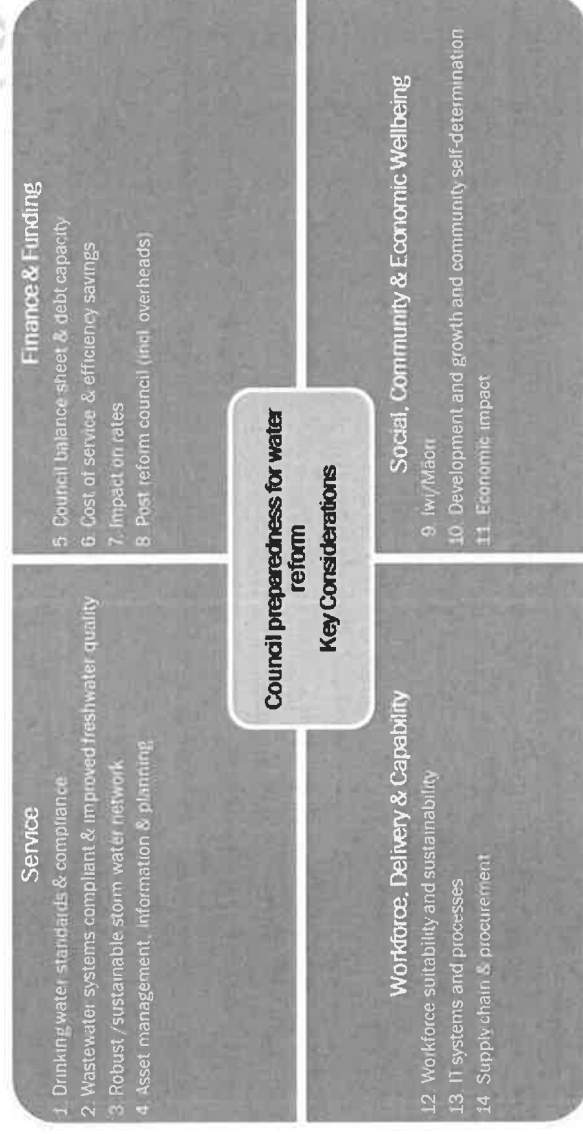 Service
1. Drinking water standards & compliance
2. Wastewater systems compliant & improved freshwater quality
3. Robust /sustainable storm water network
4. Asset management, information & planning
Finance & Funding
5 Council balance sheet & debt capacity
6. Cost of service & efficiency savings
7. Impact on rates
8 Post reform council (incl. overheads)
Council preparedness for water
reform
Key Considerations
Workforce, Delivery & Capability
12 Workforce suitability and sustainability
13 IT systems and processes
14 Supply chain & procurement
Social, Community & Economic Wellbeing
9. Iwi/Māori
10. Development and growth and community self-determination
11. Economic impact